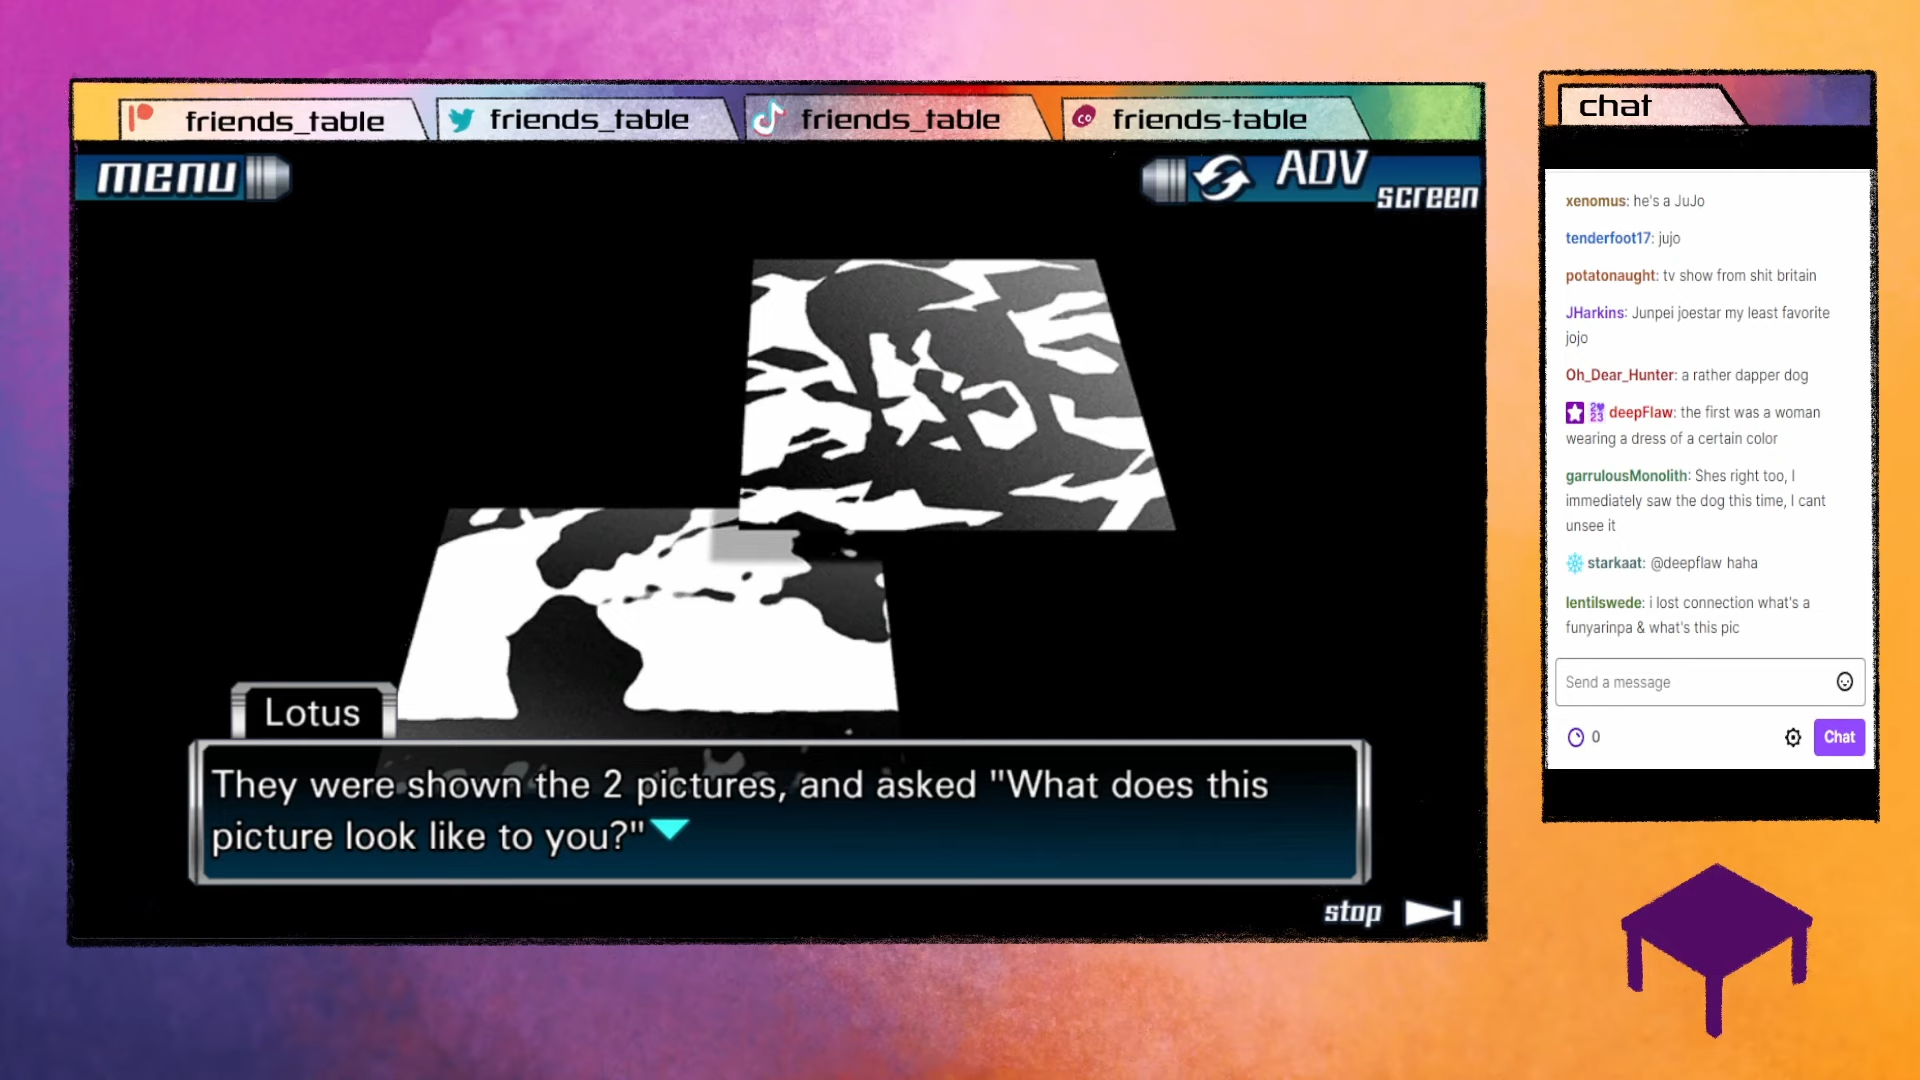 friends_table
friends_table
friends_table
friends-table
chat
menu
ADV
screen
xenomus: he's a JuJo
tenderfoot17: jujo
potatonaught: tv show from shit britain
JHarkins: Junpei joestar my least favorite
jojo
Oh_Dear_Hunter: a rather dapper dog
deepFlaw: the first was a woman
wearing a dress of a certain color
garrulousMonolith: Shes right too, I
immediately saw the dog this time, I cant
unsee it
starkaat: @deepflaw haha
lentilswede: i lost connection what's a
funyarinpa & what's this pic
Send a message
0
Chat
Lotus
They were shown the 2 pictures, and asked "What does this
picture look like to you?"
stop